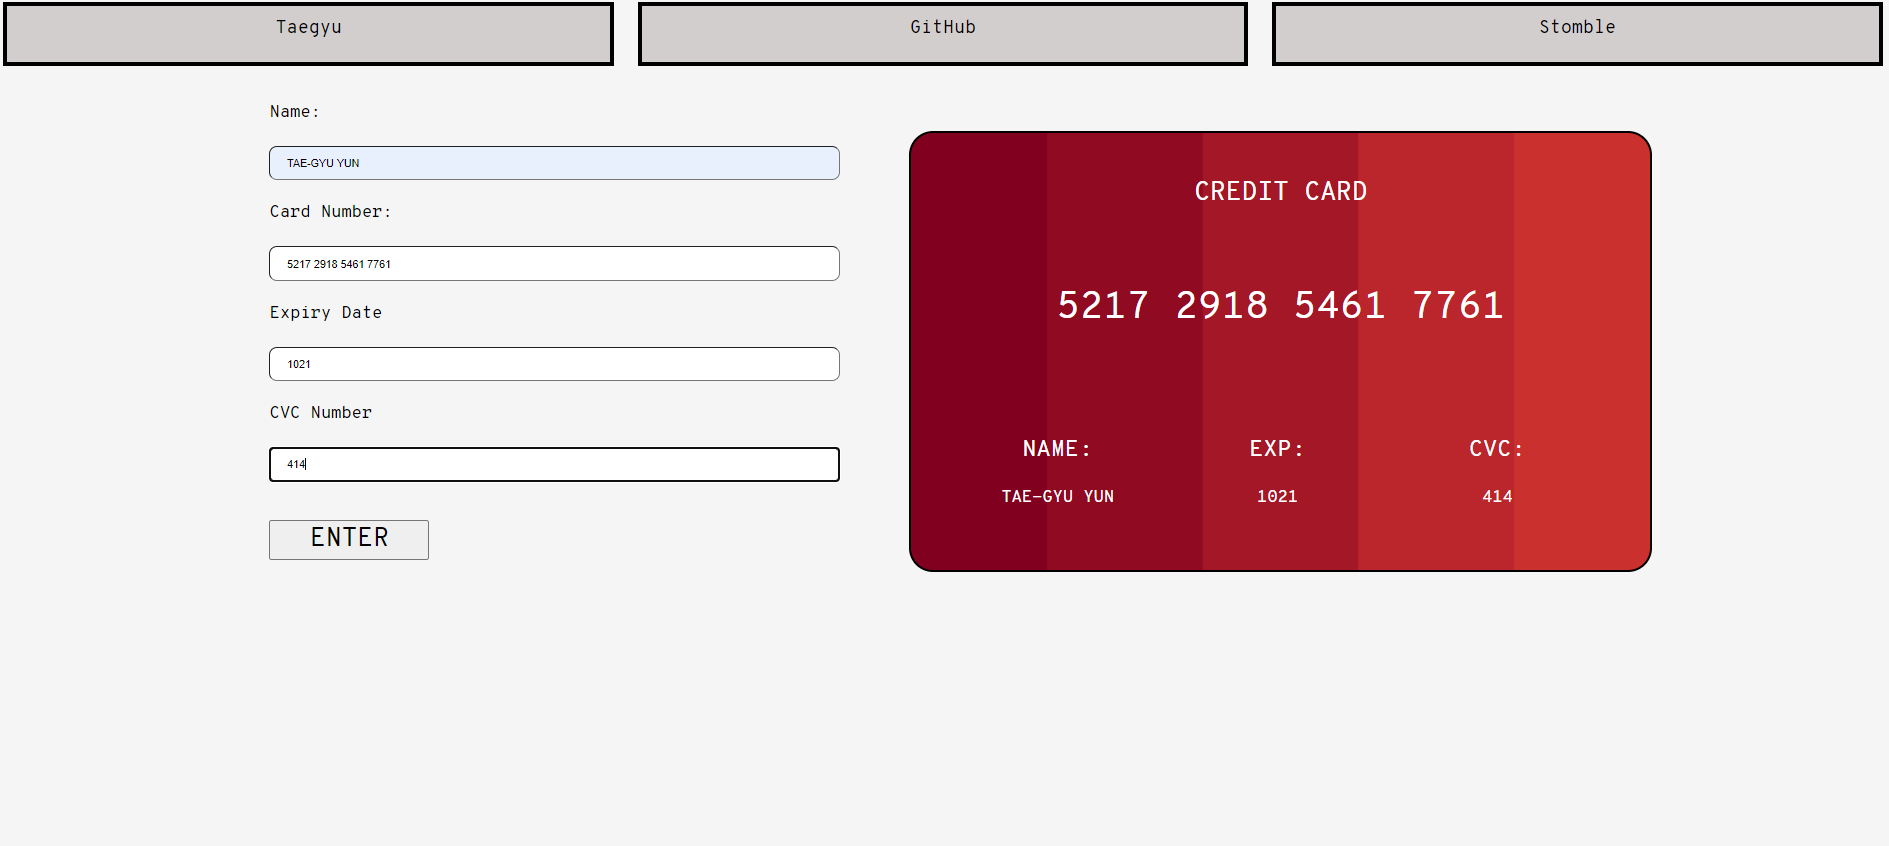 Taegyu
GitHub
Stomble
Name:
TAE-GYU YUN
Card Number:
5217 2918 5461 7761
Expiry Date
1021
CVC Number
414
ENTER
CREDIT CARD
5217 2918 5461 7761
NAME: EXP: CVC:
TAE-GYU YUN 1021 414